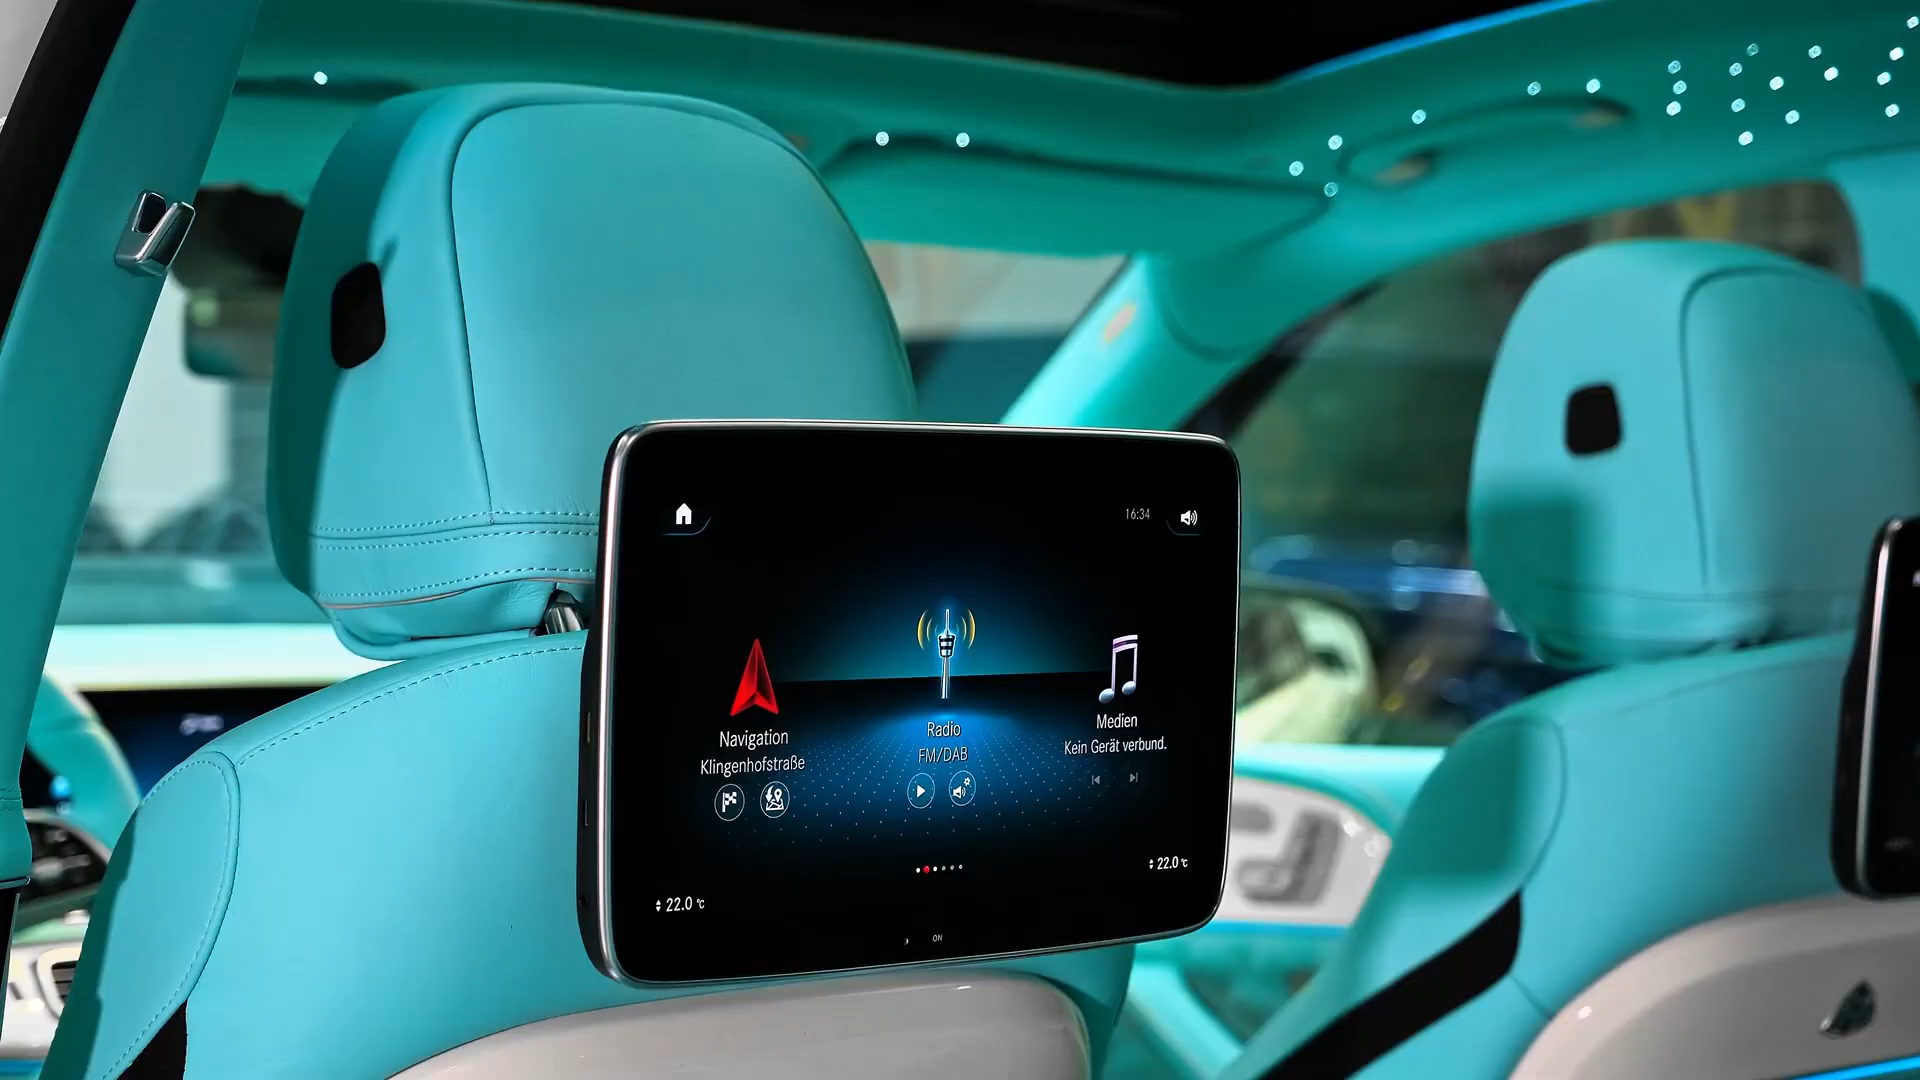 16:34
Navigation
Klingenhofstraße
Radio
FM/DAB
Medien
Kein Gerät verbund.
22.0 °C
22.0 °C
ON